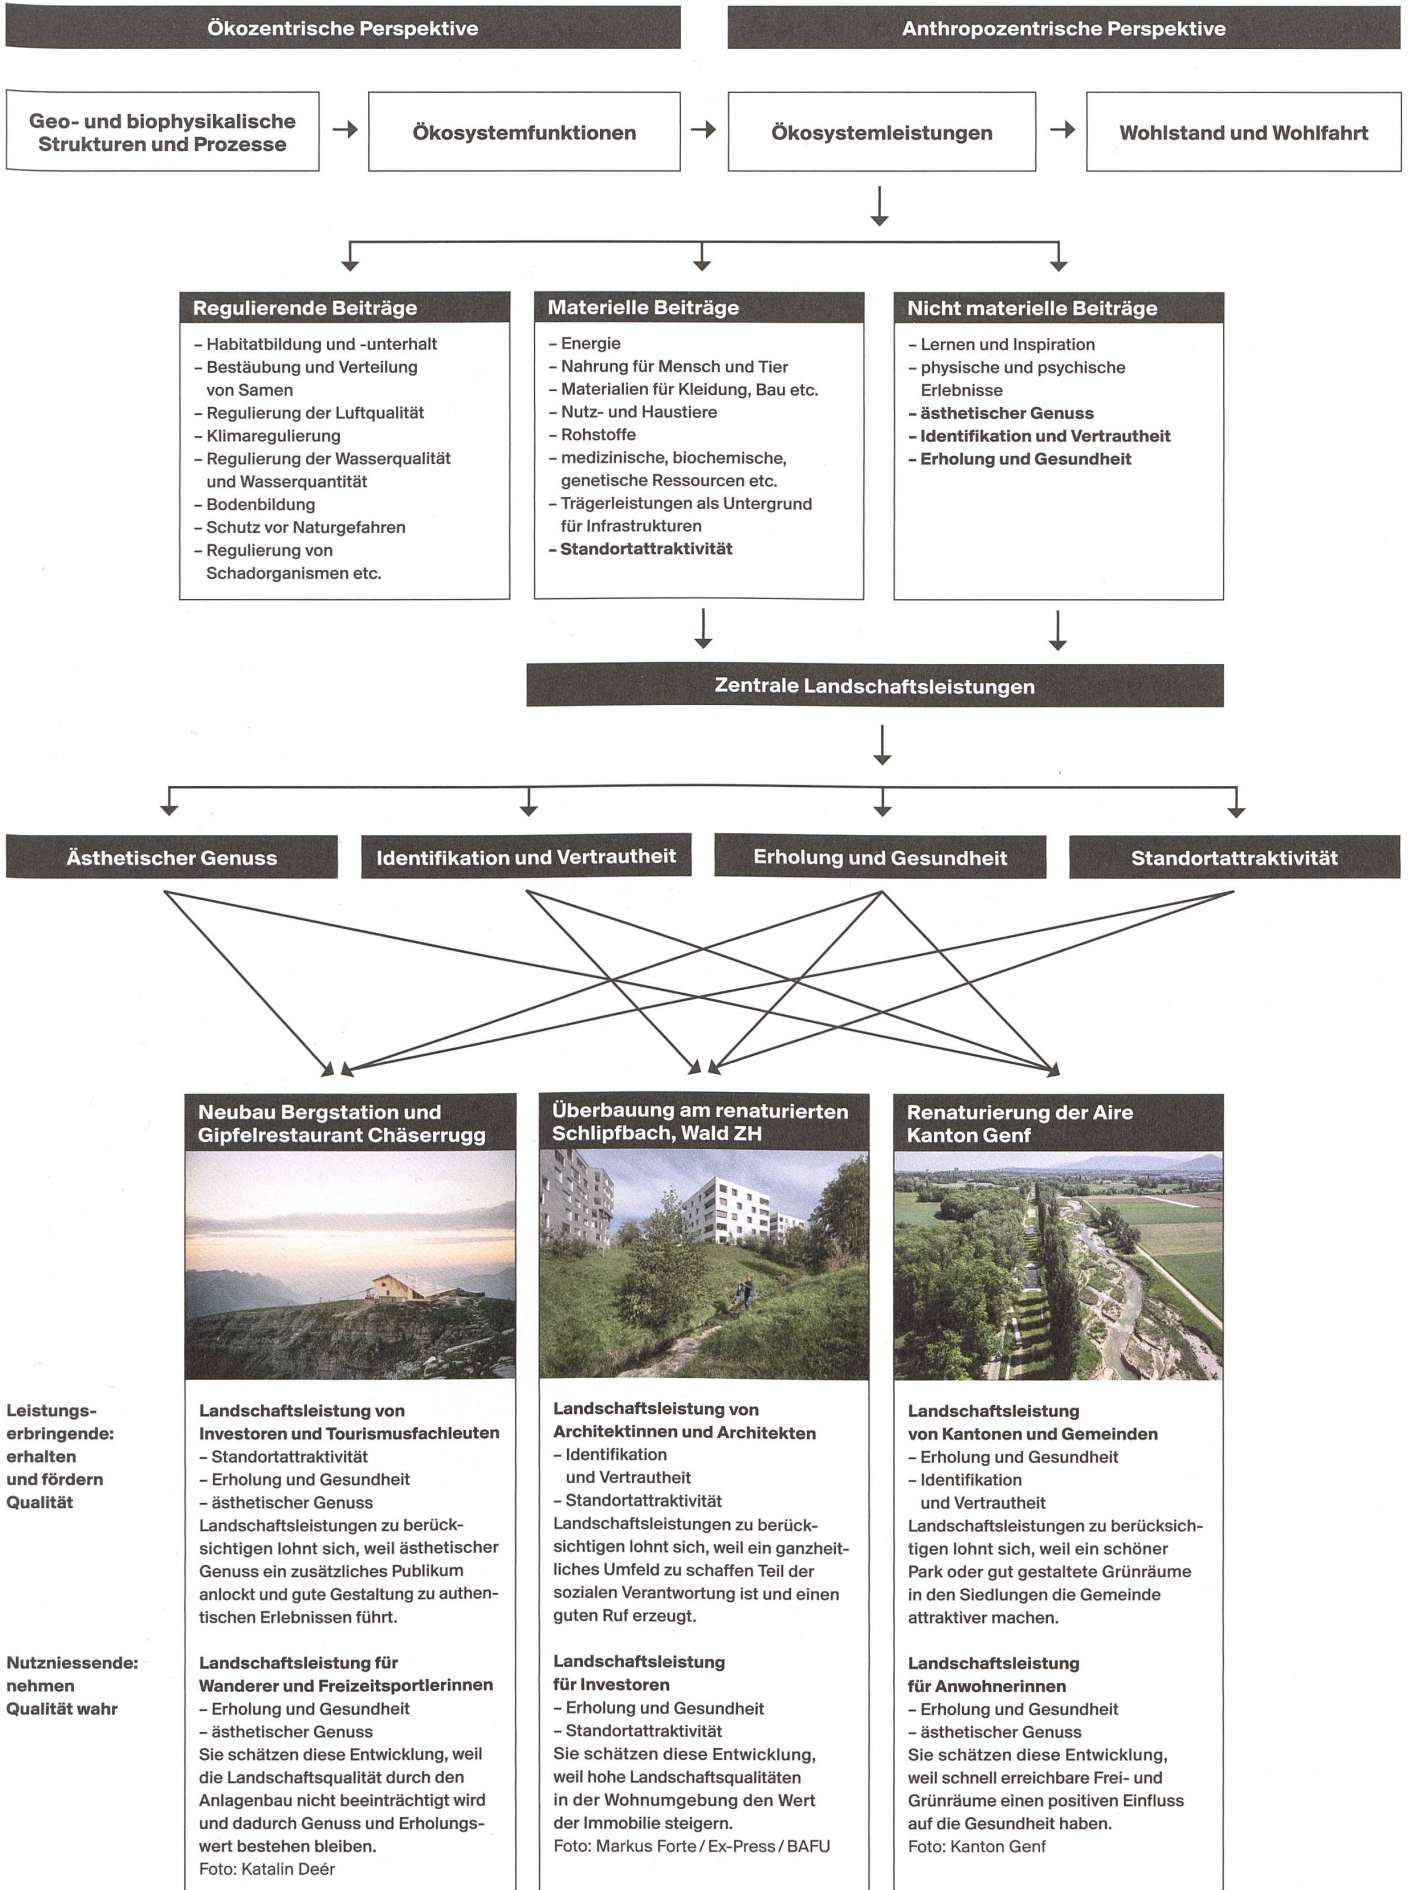 Ökozentrische Perspektive
Anthropozentrische Perspektive
Geo- und biophysikalische
Strukturen und Prozesse
Ökosystemfunktionen
Ökosystemleistungen
Wohlstand und Wohlfahrt
Regulierende Beiträge
– Habitatbildung und -unterhalt
– Bestäubung und Verteilung
von Samen
– Regulierung der Luftqualität
– Klimaregulierung
– Regulierung der Wasserqualität
und Wasserquantität
– Bodenbildung
– Schutz vor Naturgefahren
– Regulierung von
Schadorganismen etc.
Materielle Beiträge
– Energie
– Nahrung für Mensch und Tier
– Materialien für Kleidung, Bau etc.
– Nutz- und Haustiere
– Rohstoffe
– medizinische, biochemische,
genetische Ressourcen etc.
– Trägerleistungen als Untergrund
für Infrastrukturen
– Standortattraktivität
Nicht materielle Beiträge
– Lernen und Inspiration
– physische und psychische
Erlebnisse
– ästhetischer Genuss
– Identifikation und Vertrautheit
– Erholung und Gesundheit
Zentrale Landschaftsleistungen
Ästhetischer Genuss
Identifikation und Vertrautheit
Erholung und Gesundheit
Standortattraktivität
Neubau Bergstation und
Gipfelrestaurant Chäserrugg
Überbauung am renaturierten
Schlipfbach, Wald ZH
Renaturierung der Aire
Kanton Genf
Leistungs-
erbringende:
erhalten
und fördern
Qualität
Landschaftsleistung von
Investoren und Tourismusfachleuten
– Standortattraktivität
– Erholung und Gesundheit
– ästhetischer Genuss
Landschaftsleistungen zu berück-
sichtigen lohnt sich, weil ästhetischer
Genuss ein zusätzliches Publikum
anlockt und gute Gestaltung zu authen-
tischen Erlebnissen führt.
Landschaftsleistung von
Architektinnen und Architekten
– Identifikation
und Vertrautheit
– Standortattraktivität
Landschaftsleistungen zu berück-
sichtigen lohnt sich, weil ein ganzheit-
liches Umfeld zu schaffen Teil der
sozialen Verantwortung ist und einen
guten Ruf erzeugt.
Landschaftsleistung
von Kantonen und Gemeinden
– Erholung und Gesundheit
– Identifikation
und Vertrautheit
Landschaftsleistungen zu berücksich-
tigen lohnt sich, weil ein schöner
Park oder gut gestaltete Grünräume
in den Siedlungen die Gemeinde
attraktiver machen.
Nutzniessende:
nehmen
Qualität wahr
Landschaftsleistung für
Wanderer und Freizeitsportlerinnen
– Erholung und Gesundheit
– ästhetischer Genuss
Sie schätzen diese Entwicklung, weil
die Landschaftsqualität durch den
Anlagenbau nicht beeinträchtigt wird
und dadurch Genuss und Erholungs-
wert bestehen bleiben.
Foto: Katalin Deér
Landschaftsleistung
für Investoren
– Erholung und Gesundheit
– Standortattraktivität
Sie schätzen diese Entwicklung,
weil hohe Landschaftsqualitäten
in der Wohnumgebung den Wert
der Immobilie steigern.
Foto: Markus Forte / Ex-Press / BAFU
Landschaftsleistung
für Anwohnerinnen
– Erholung und Gesundheit
– ästhetischer Genuss
Sie schätzen diese Entwicklung,
weil schnell erreichbare Frei- und
Grünräume einen positiven Einfluss
auf die Gesundheit haben.
Foto: Kanton Genf